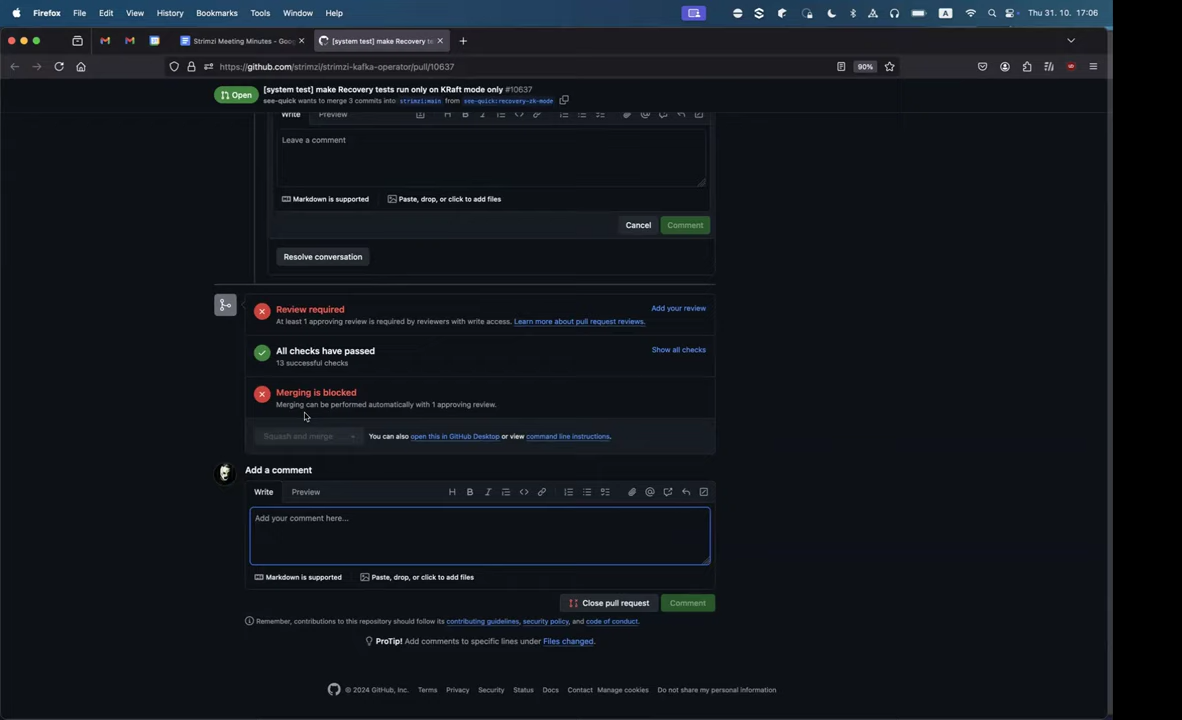 Firefox File Edit View History Bookmarks Tools Window Help A Thu 31. 10. 17:06
Strimzi Meeting Minutes – Goog
[system test] make Recovery te
https://github.com/strimzi/strimzi-kafka-operator/pull/10637 90%
Open
[system test] make Recovery tests run only on KRaft mode only #10637
see-quick wants to merge 3 commits into strimzi:main from see-quick:recovery-zk-mode
Write Preview
Leave a comment
Markdown is supported Paste, drop, or click to add files
Cancel Comment
Resolve conversation
Review required Add your review
At least 1 approving review is required by reviewers with write access. Learn more about pull request reviews.
All checks have passed Show all checks
13 successful checks
Merging is blocked
Merging can be performed automatically with 1 approving review.
Squash and merge You can also open this in GitHub Desktop or view command line instructions.
Add a comment
Write Preview
Add your comment here...
Markdown is supported Paste, drop, or click to add files
Close pull request Comment
Remember, contributions to this repository should follow its contributing guidelines, security policy, and code of conduct.
ProTip! Add comments to specific lines under Files changed.
© 2024 GitHub, Inc. Terms Privacy Security Status Docs Contact Manage cookies Do not share my personal information